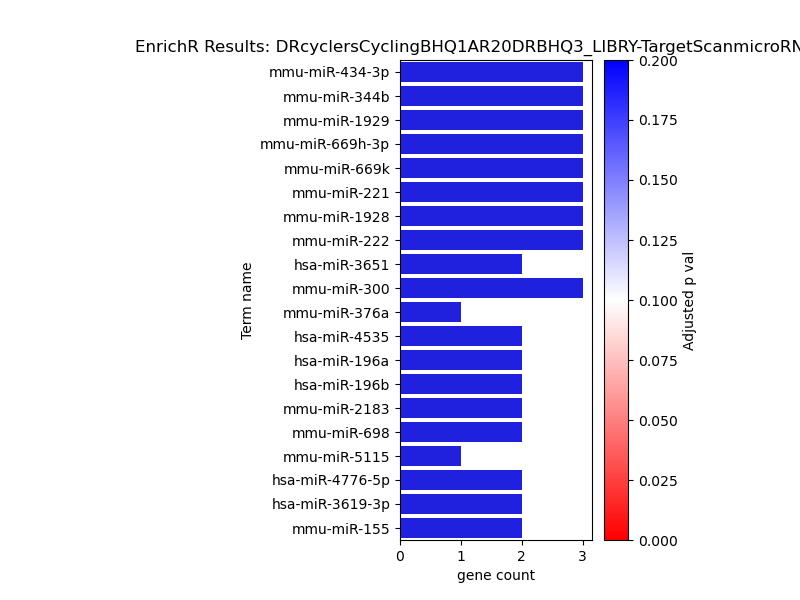 EnrichR Results: DRcyclersCyclingBHQ1AR20DRBHQ3_LIBRY-TargetScanmicroRN
mmu-miR-434-3p
mmu-miR-344b
mmu-miR-1929
mmu-miR-669h-3p
mmu-miR-669k
mmu-miR-221
mmu-miR-1928
mmu-miR-222
hsa-miR-3651
mmu-miR-300
mmu-miR-376a
hsa-miR-4535
hsa-miR-196a
hsa-miR-196b
mmu-miR-2183
mmu-miR-698
mmu-miR-5115
hsa-miR-4776-5p
hsa-miR-3619-3p
mmu-miR-155
Term name
0 1 2 3
gene count
0.200
0.175
0.150
0.125
0.100
0.075
0.050
0.025
0.000
Adjusted p val